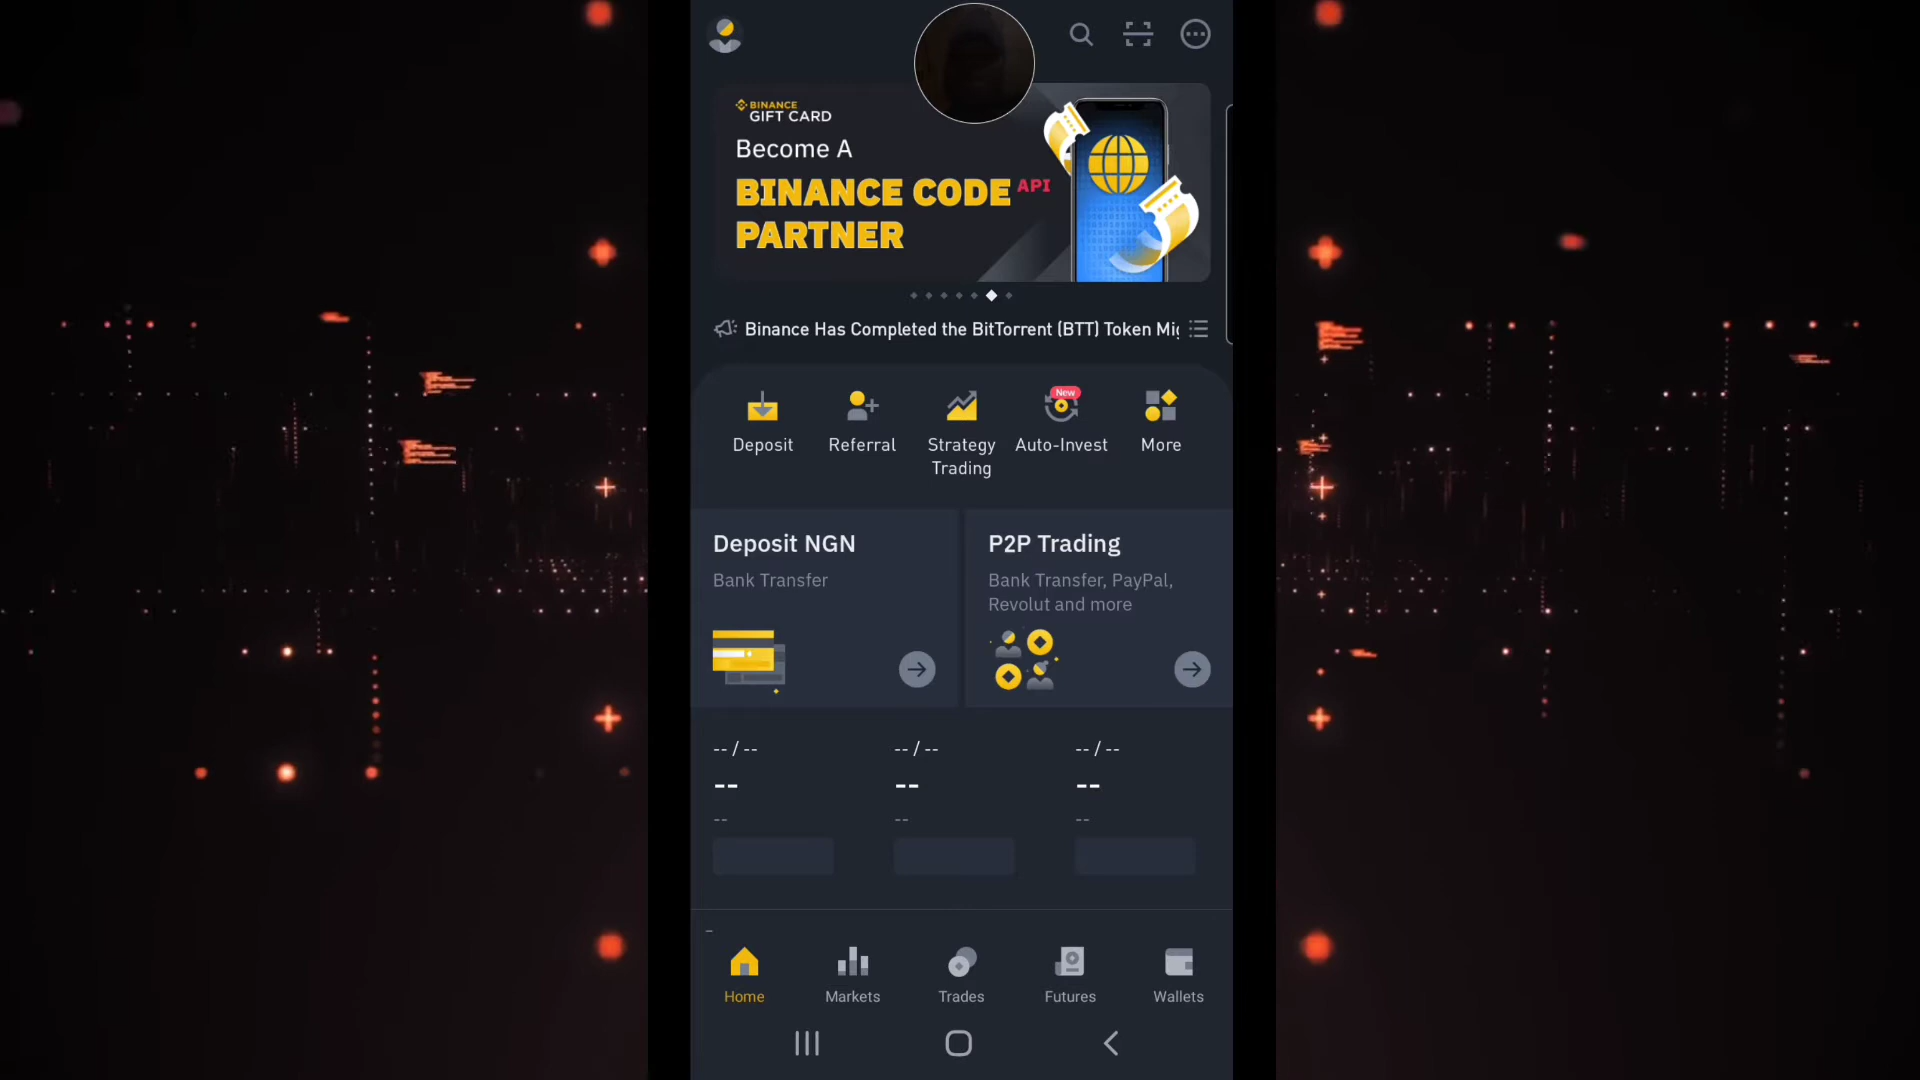 BINANCE
GIFT CARD
Become A
BINANCE CODE API
PARTNER
Binance Has Completed the BitTorrent (BTT) Token Mig
New
Deposit
Referral
Strategy
Trading
Auto-Invest
More
Deposit NGN
Bank Transfer
P2P Trading
Bank Transfer, PayPal,
Revolut and more
-- / --
-- / --
-- / --
--
--
--
--
--
--
Home
Markets
Trades
Futures
Wallets